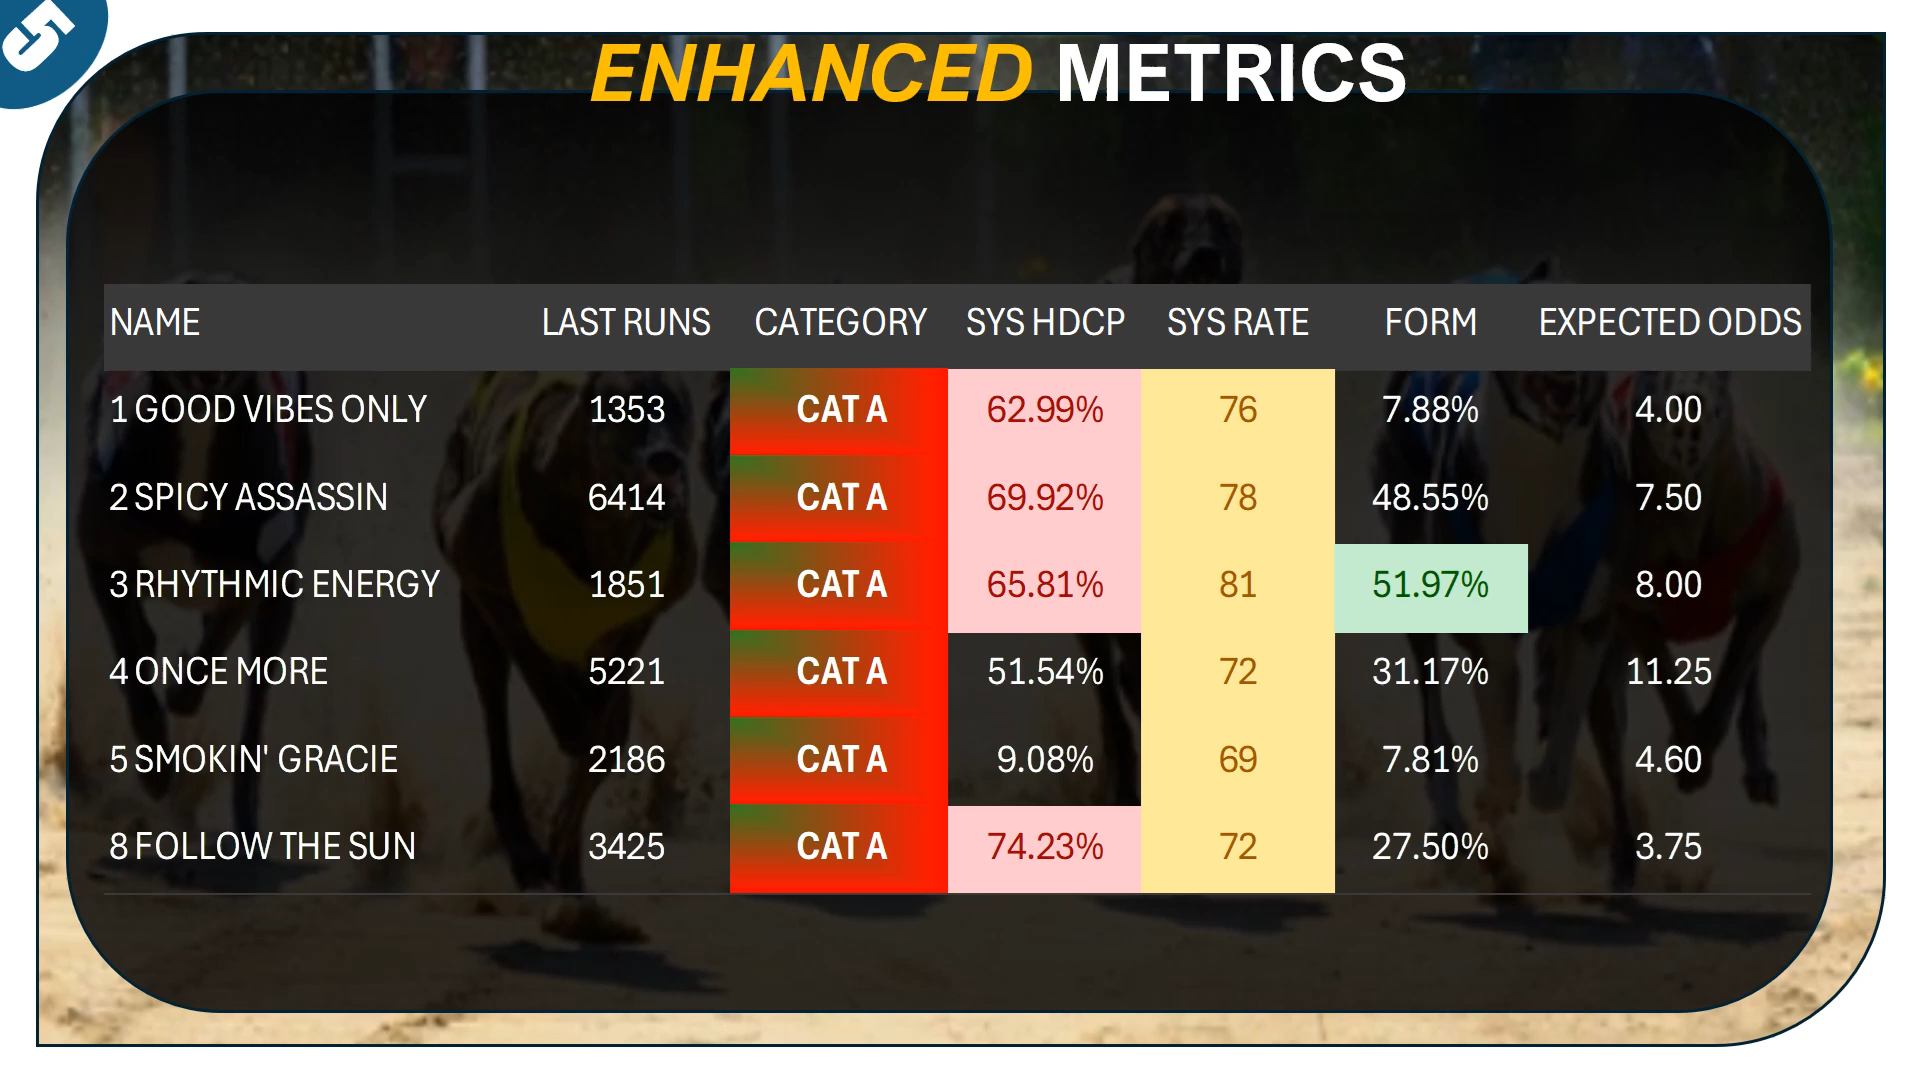 5
ENHANCED METRICS
NAME LAST RUNS CATEGORY SYS HDCP SYS RATE FORM EXPECTED ODDS
1 GOOD VIBES ONLY 1353 CAT A 62.99% 76 7.88% 4.00
2 SPICY ASSASSIN 6414 CAT A 69.92% 78 48.55% 7.50
3 RHYTHMIC ENERGY 1851 CAT A 65.81% 81 51.97% 8.00
4 ONCE MORE 5221 CAT A 51.54% 72 31.17% 11.25
5 SMOKIN' GRACIE 2186 CAT A 9.08% 69 7.81% 4.60
8 FOLLOW THE SUN 3425 CAT A 74.23% 72 27.50% 3.75